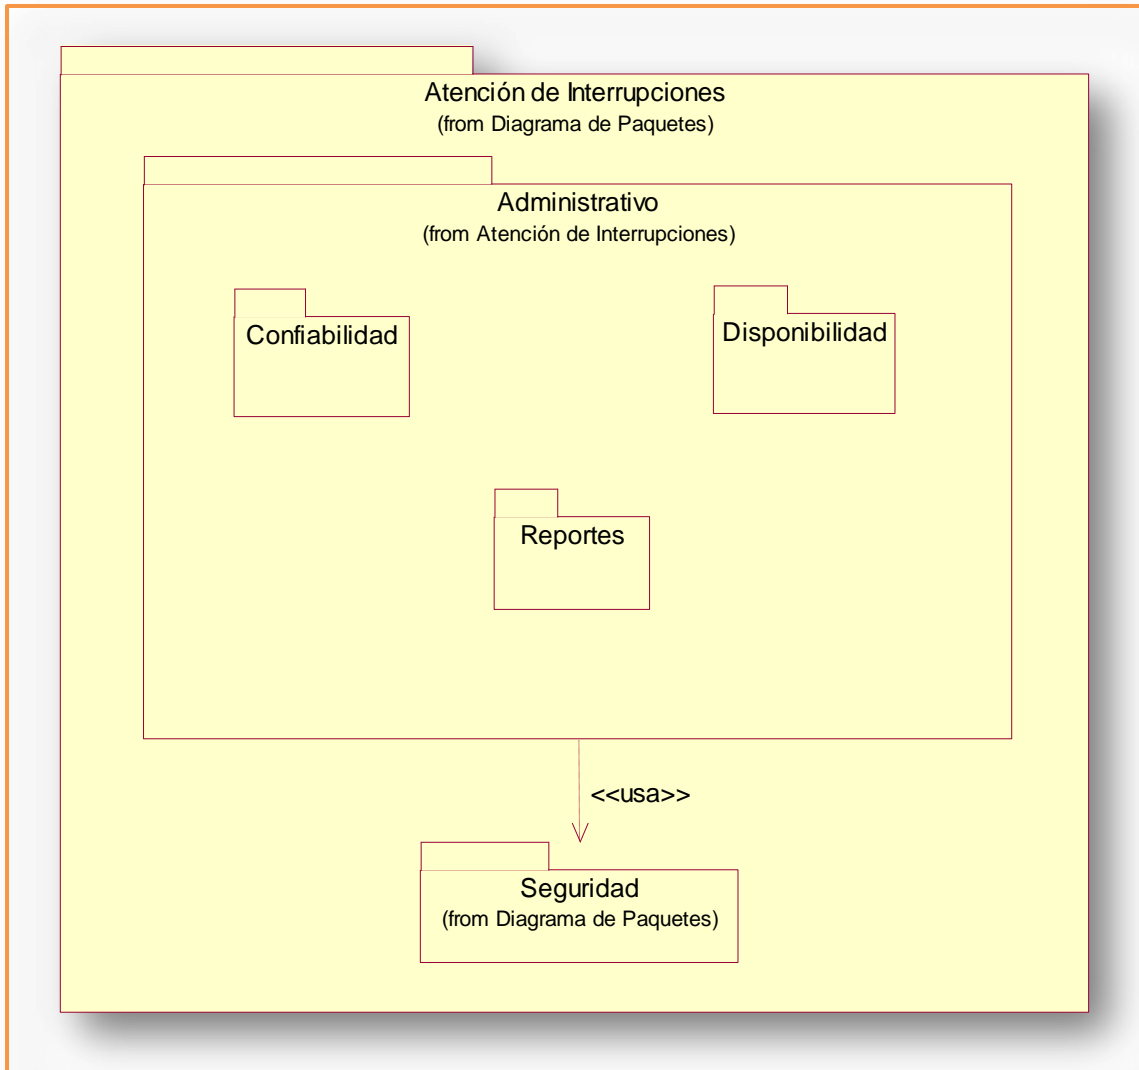 Atención de Interrupciones
(from Diagrama de Paquetes)
Administrativo
(from Atención de Interrupciones)
Confiabilidad
Disponibilidad
Reportes
<<usa>>
Seguridad
(from Diagrama de Paquetes)